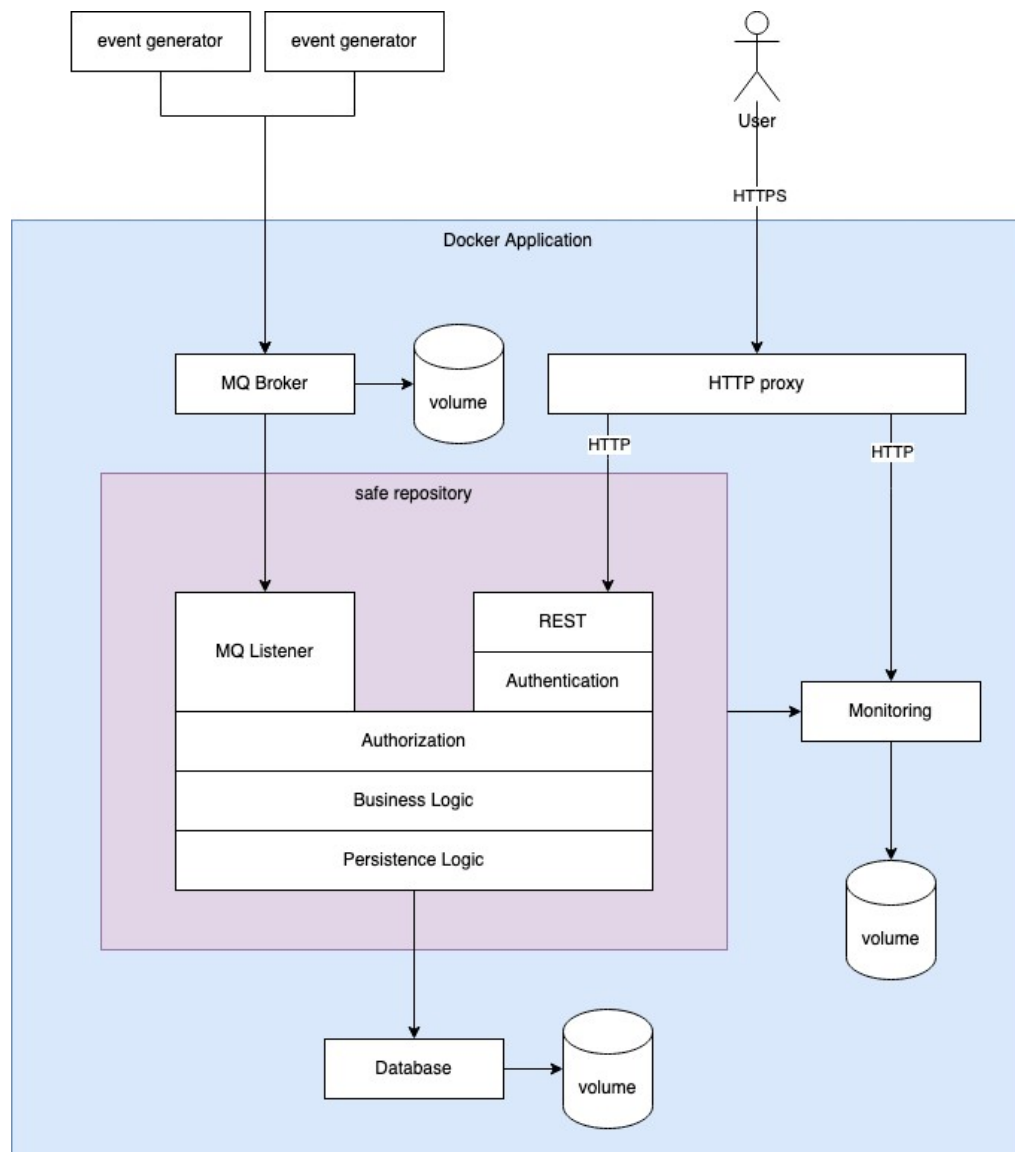 event generator
event generator
User
HTTPS
Docker Application
MQ Broker
volume
HTTP proxy
HTTP
HTTP
safe repository
MQ Listener
REST
Authentication
Authorization
Monitoring
Business Logic
Persistence Logic
volume
Database
volume